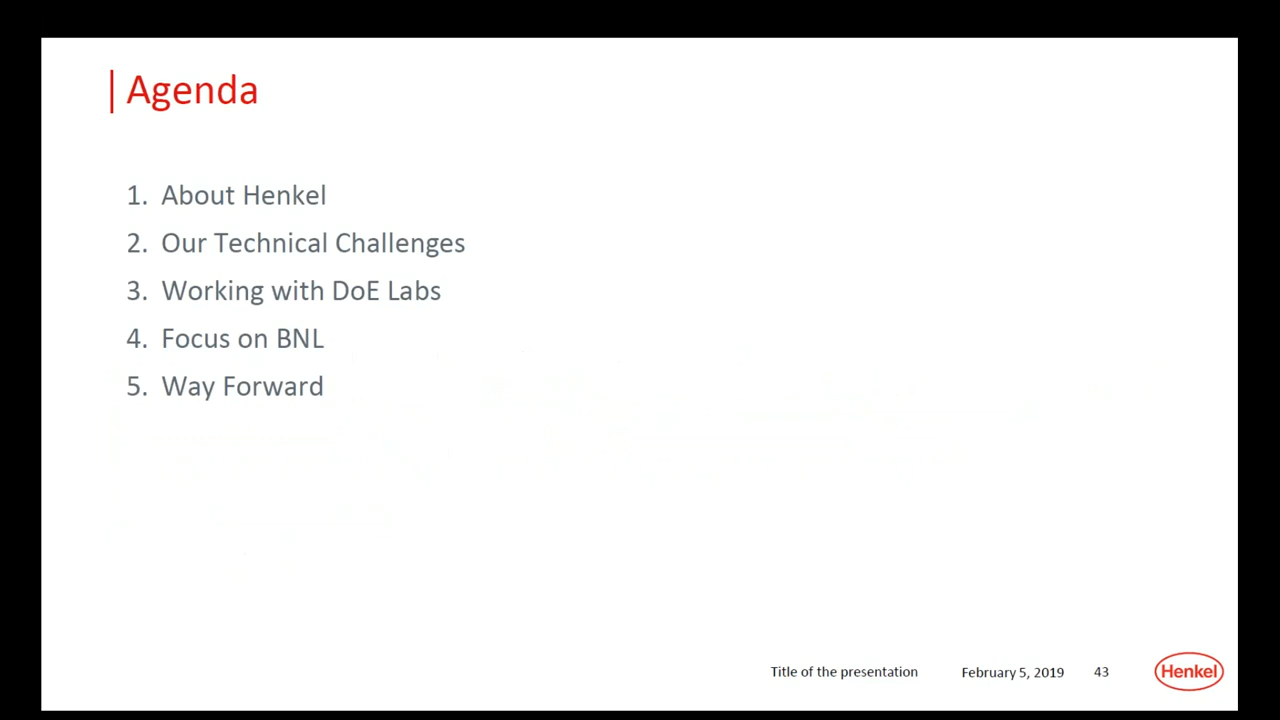 Agenda
1. About Henkel
2. Our Technical Challenges
3. Working with DoE Labs
4. Focus on BNL
5. Way Forward
Title of the presentation February 5, 2019 43 Henkel